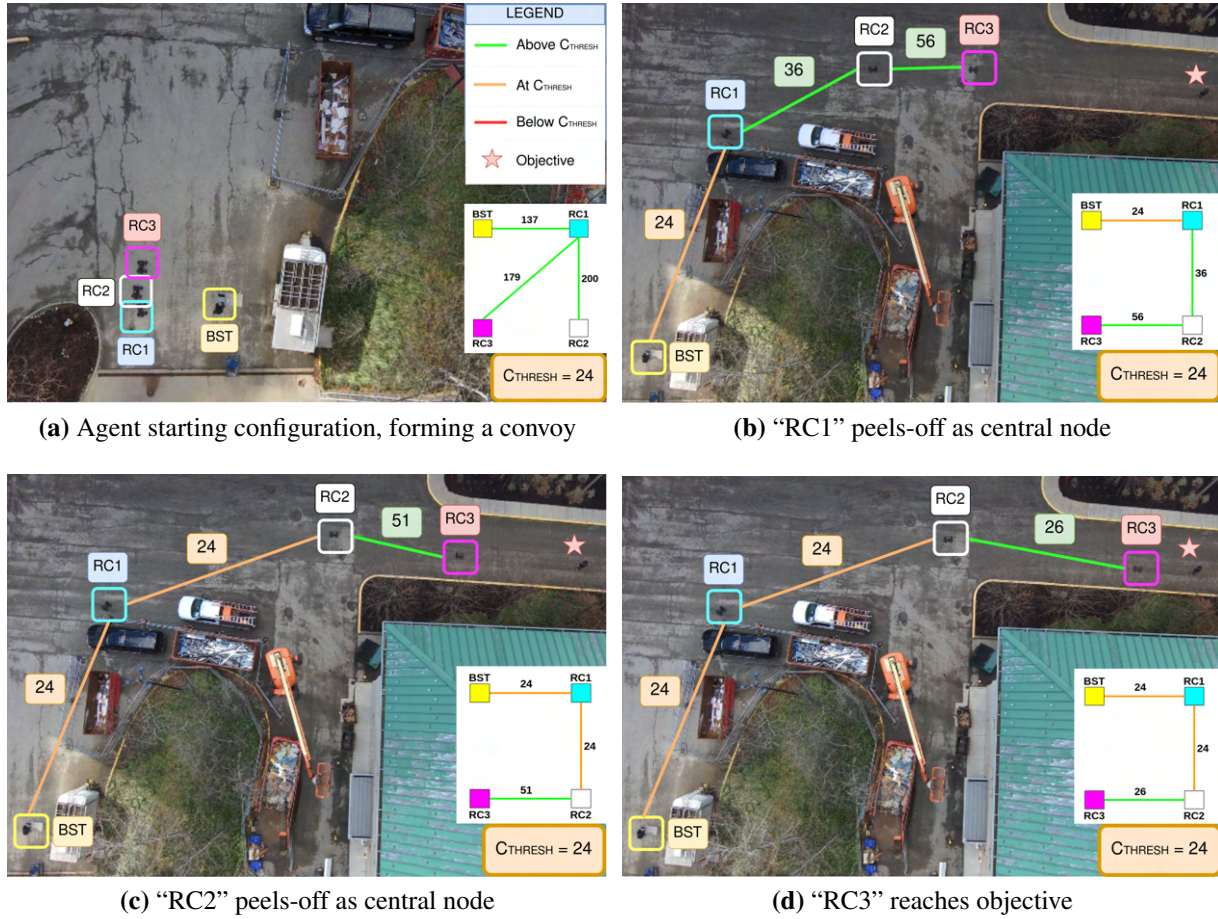 LEGEND
Above CTHRESH
At CTHRESH
Below CTHRESH
Objective
RC3
RC2
RC1
BST
BST
137
RC1
179
200
RC3
RC2
CTHRESH = 24
(a) Agent starting configuration, forming a convoy
RC2
RC3
56
36
RC1
24
BST
BST
24
RC1
36
56
RC3
RC2
CTHRESH = 24
(b) “RC1” peels-off as central node
RC2
51
RC3
24
RC1
24
BST
BST
24
RC1
24
51
RC3
RC2
CTHRESH = 24
(c) “RC2” peels-off as central node
RC2
26
RC3
24
RC1
24
BST
BST
24
RC1
24
26
RC3
RC2
CTHRESH = 24
(d) “RC3” reaches objective